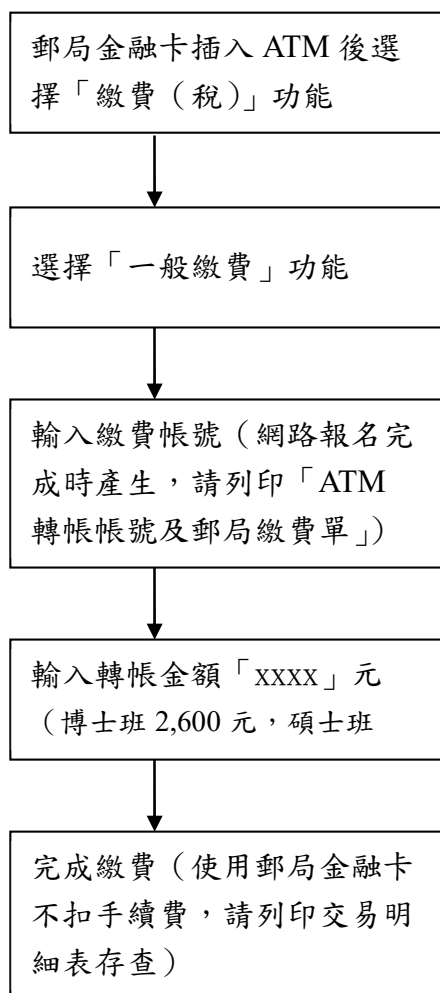 郵局金融卡插入 ATM 後選
擇「繳費（稅）」功能
選擇「一般繳費」功能
輸入繳費帳號（網路報名完
成時產生，請列印「ATM
轉帳帳號及郵局繳費單」）
輸入轉帳金額「xxxx」元
（博士班 2,600 元，碩士班
完成繳費（使用郵局金融卡
不扣手續費，請列印交易明
細表存查）